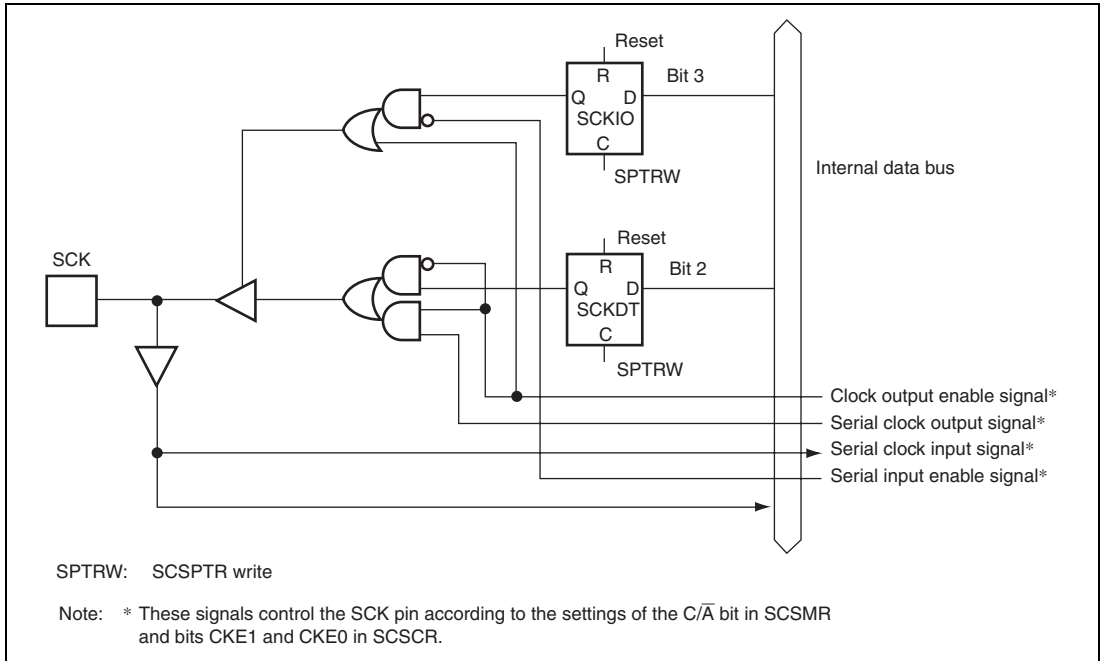 Reset
R
Bit 3
Q
D
SCKIO
C
SPTRW
Internal data bus
Reset
R
Bit 2
SCK
Q
D
SCKDT
C
SPTRW
Clock output enable signal*
Serial clock output signal*
Serial clock input signal*
Serial input enable signal*
SPTRW: SCSPTR write
Note: * These signals control the SCK pin according to the settings of the C/A̅ bit in SCSMR
and bits CKE1 and CKE0 in SCSCR.